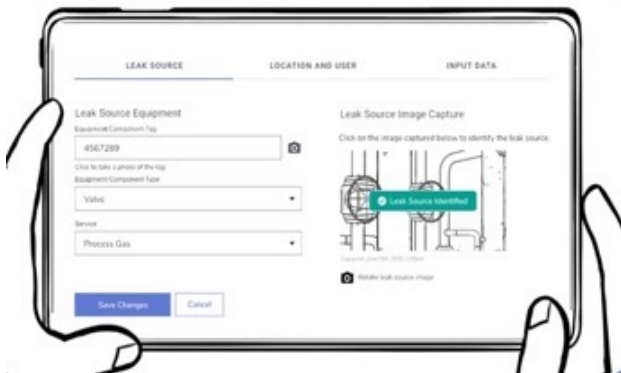 LEAK SOURCE
LOCATION AND USER
INPUT DATA
Leak Source Equipment
Equipment/Component Tag
4567289
Click to take a photo of the tag
Equipment-Component Type
Valve
Service
Process Gas
Save Changes
Cancel
Leak Source Image Capture
Click on the image captured below to identify the leak source.
Leak Source Identified
Retake leak source image